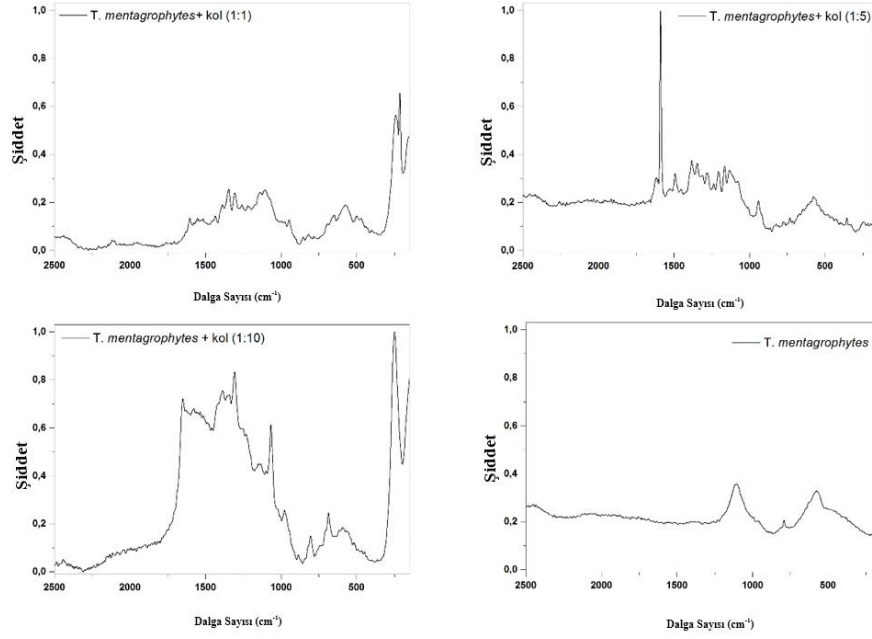 T. mentagrophytes+ kol (1:1)
1,0
0,8
0,6
0,4
0,2
0,0
Şiddet
2500 2000 1500 1000 500
Dalga Sayısı (cm-1)
T. mentagrophytes+ kol (1:5)
1,0
0,8
0,6
0,4
0,2
0,0
Şiddet
2500 2000 1500 1000 500
Dalga Sayısı (cm-1)
T. mentagrophytes + kol (1:10)
1,0
0,8
0,6
0,4
0,2
0,0
Şiddet
2500 2000 1500 1000 500
Dalga Sayısı (cm-1)
T. mentagrophytes
1,0
0,8
0,6
0,4
0,2
0,0
Şiddet
2500 2000 1500 1000 500
Dalga Sayısı (cm-1)